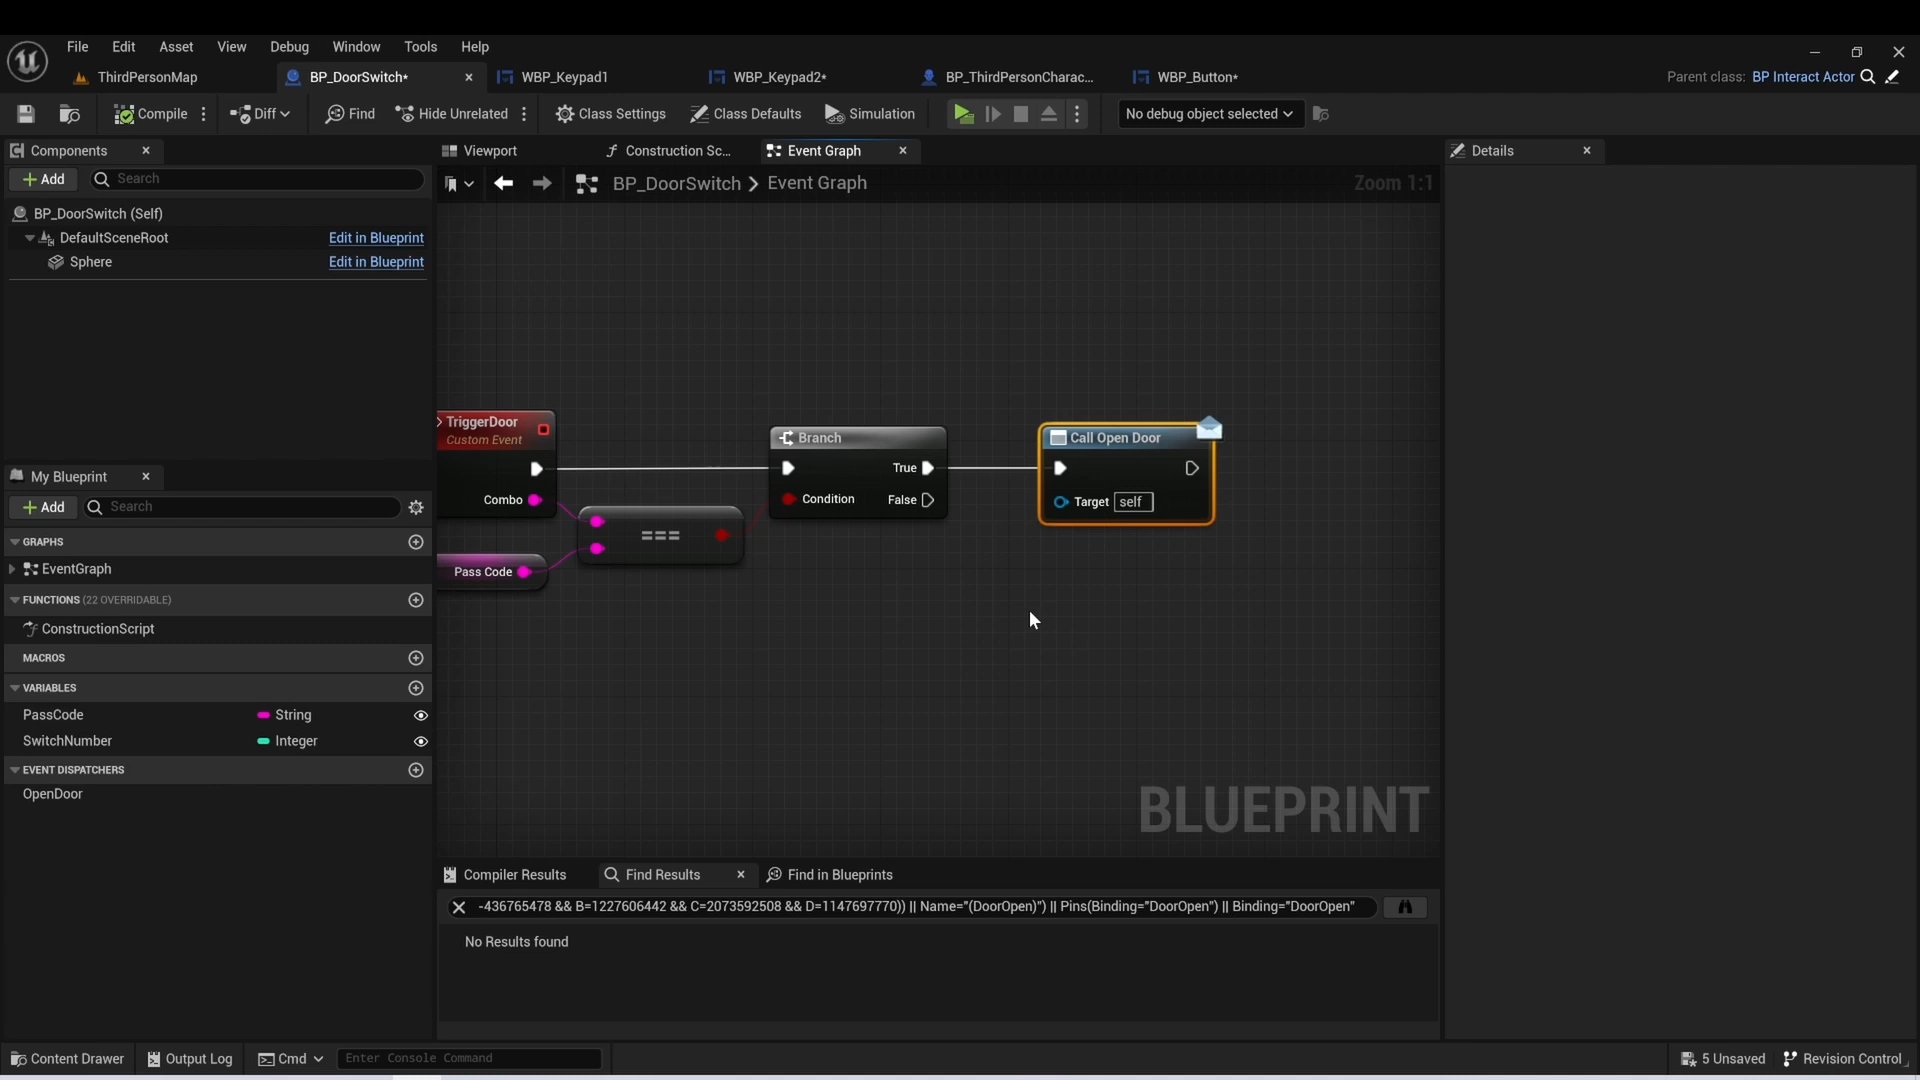 File Edit Asset View Debug Window Tools Help
ThirdPersonMap BP_DoorSwitch* WBP_Keypad1 WBP_Keypad2* BP_ThirdPersonCharac... WBP_Button* Parent class: BP Interact Actor
Compile Diff Find Hide Unrelated Class Settings Class Defaults Simulation No debug object selected
Components Viewport Construction Sc... Event Graph Details
Add Search BP_DoorSwitch Event Graph Zoom 1:1
BP_DoorSwitch (Self)
DefaultSceneRoot Edit in Blueprint
Sphere Edit in Blueprint
TriggerDoor
Custom Event
Combo
Pass Code
===
Branch
True
Condition False
Call Open Door
Target self
My Blueprint
Add Search
GRAPHS
EventGraph
FUNCTIONS (22 OVERRIDABLE)
ConstructionScript
MACROS
VARIABLES
PassCode String
SwitchNumber Integer
EVENT DISPATCHERS
OpenDoor
BLUEPRINT
Compiler Results Find Results Find in Blueprints
-436765478 && B=1227606442 && C=2073592508 && D=1147697770)) || Name="(DoorOpen)") || Pins(Binding="DoorOpen") || Binding="DoorOpen"
No Results found
Content Drawer Output Log Cmd Enter Console Command 5 Unsaved Revision Control